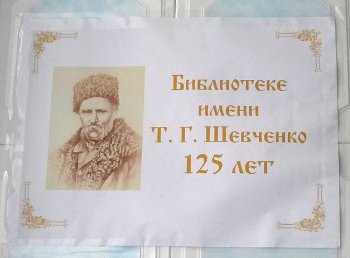 Библиотеке
имени
Т. Г. Шевченко
125 лет